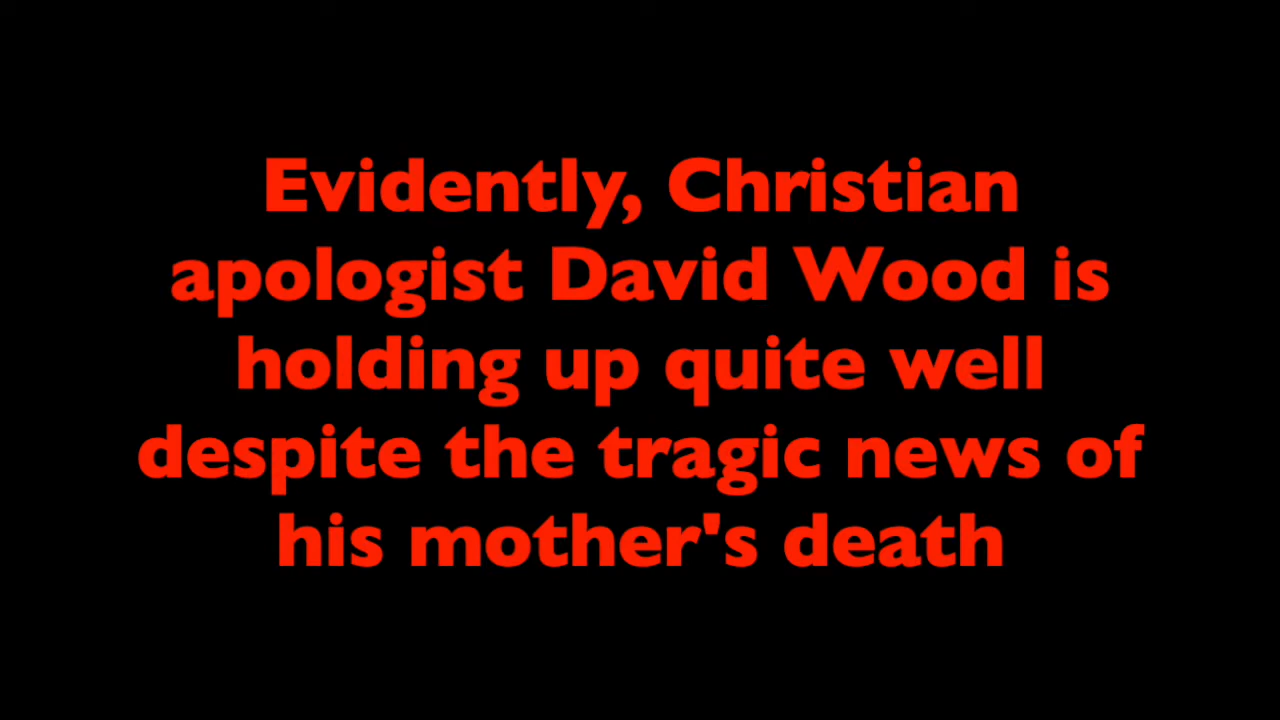 Evidently, Christian
apologist David Wood is
holding up quite well
despite the tragic news of
his mother's death